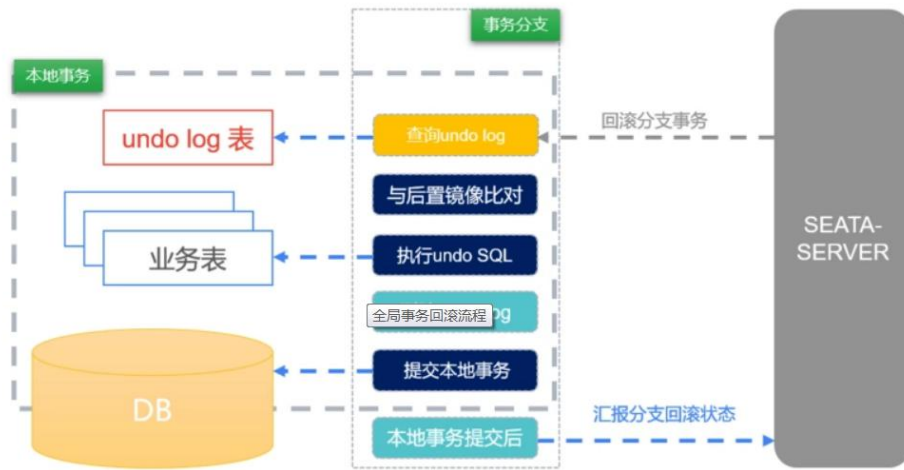 事务分支
本地事务
undo log 表
查询undo log
回滚分支事务
与后置镜像比对
业务表
执行undo SQL
SEATA-
SERVER
全局事务回滚流程
og
提交本地事务
DB
本地事务提交后
汇报分支回滚状态